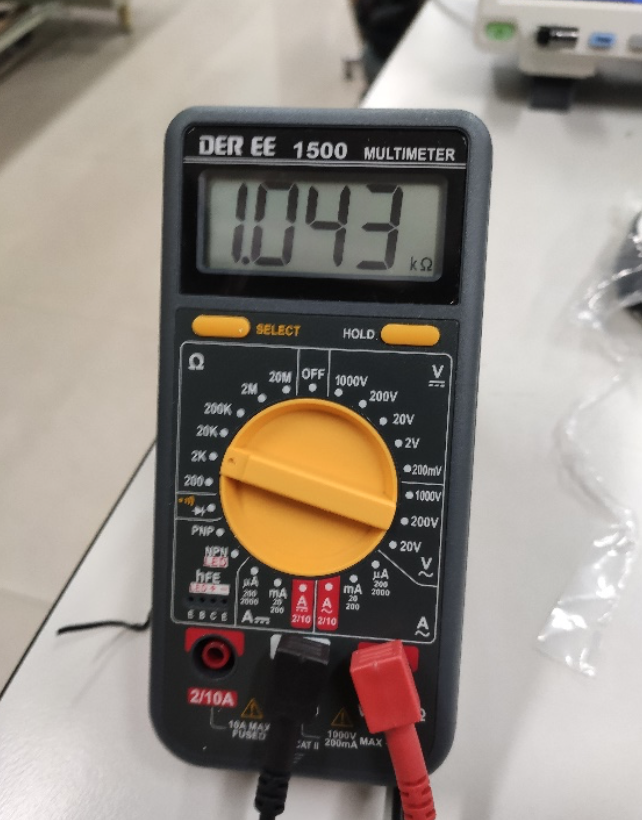 DER EE 1500 MULTIMETER
1.043 kΩ
SELECT HOLD
Ω OFF V
20M 1000V
2M 200V
200K 20V
20K 2V
2K 200mV
200 1000V
200V
PNP 20V
NPN V
LED
hFE µA mA A A mA µA
200 20 2/10 2/10 20 200
2000 200 200 2000
E B C E A A
2/10A Ω
10A MAX 1000V
FUSED CAT II 200mA MAX